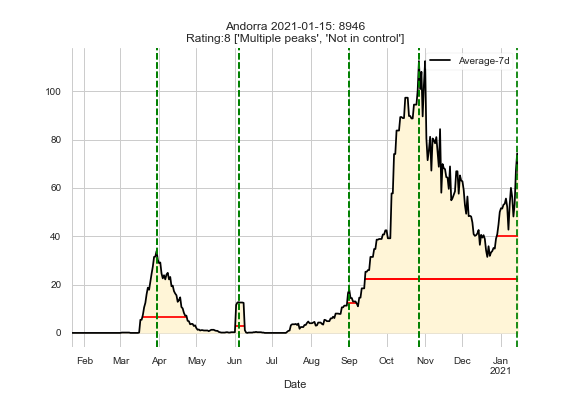 Andorra 2021-01-15: 8946
Rating:8 ['Multiple peaks', 'Not in control']
Average-7d
100
80
60
40
20
0
Feb Mar Apr May Jun Jul Aug Sep Oct Nov Dec Jan
2021
Date